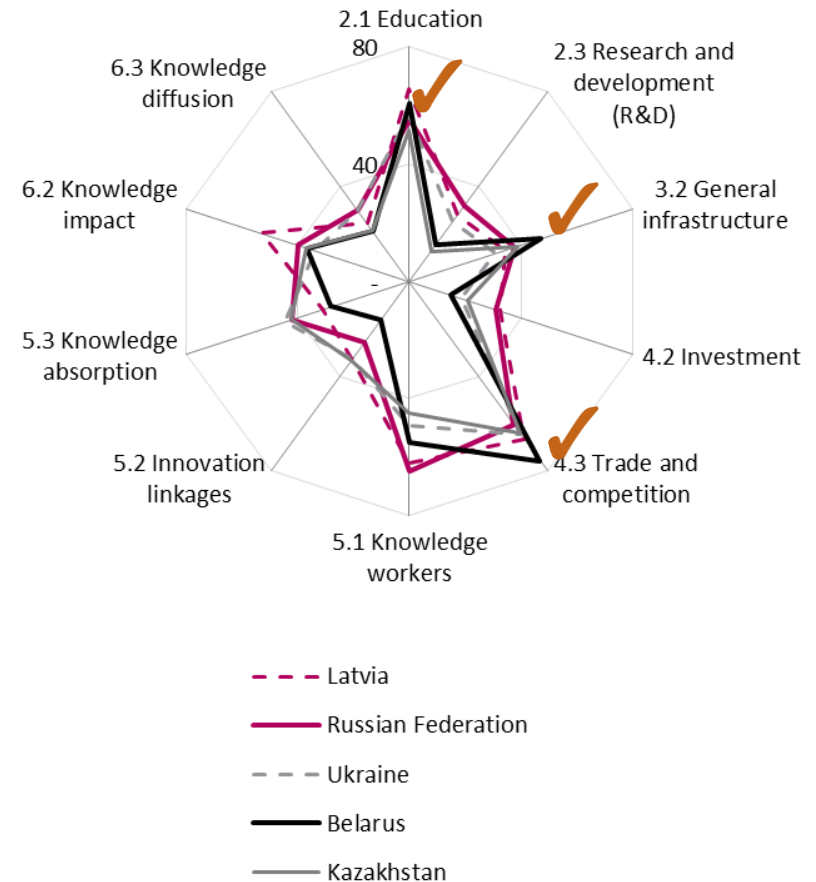 2.1 Education
80
2.3 Research and
development
(R&D)
6.3 Knowledge
diffusion
40
3.2 General
infrastructure
6.2 Knowledge
impact
-
4.2 Investment
5.3 Knowledge
absorption
4.3 Trade and
competition
5.2 Innovation
linkages
5.1 Knowledge
workers
Latvia
Russian Federation
Ukraine
Belarus
Kazakhstan